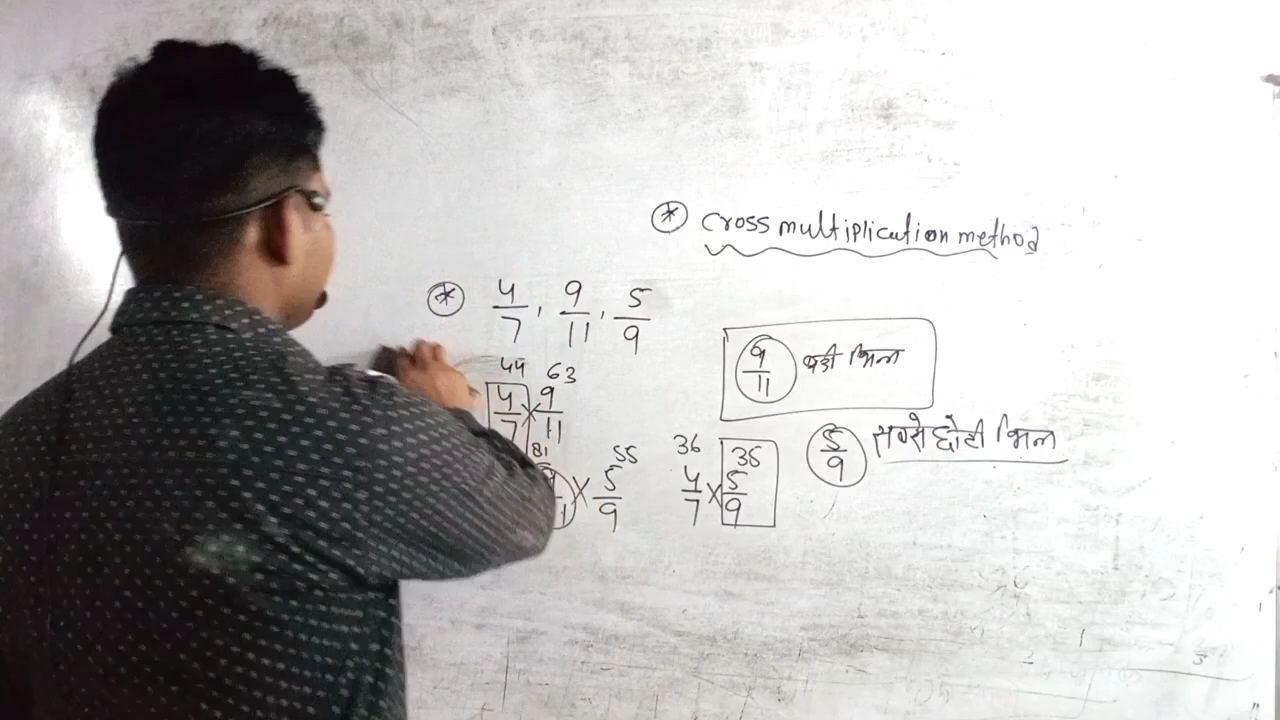 * cross multiplication method
* 4/7, 9/11, 5/9
44 63
4/7 × 9/11
9/11 बड़ी भिन्न
81 55
× 5/9
36 35
4/7 × 5/9
5/9 सबसे छोटी भिन्न